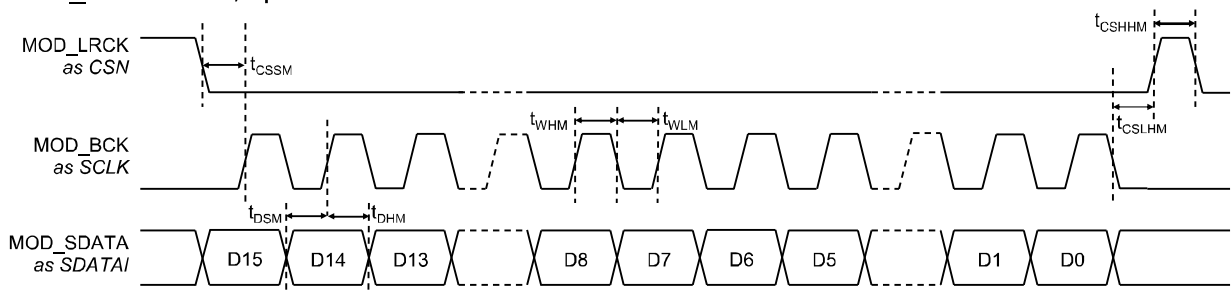 MOD_LRCK
as CSN
tCSSM
tCSHHM
tCSLHM
MOD_BCK
as SCLK
tWHM
tWLM
tDSM
tDHM
MOD_SDATA
as SDATAI
D15 D14 D13 D8 D7 D6 D5 D1 D0